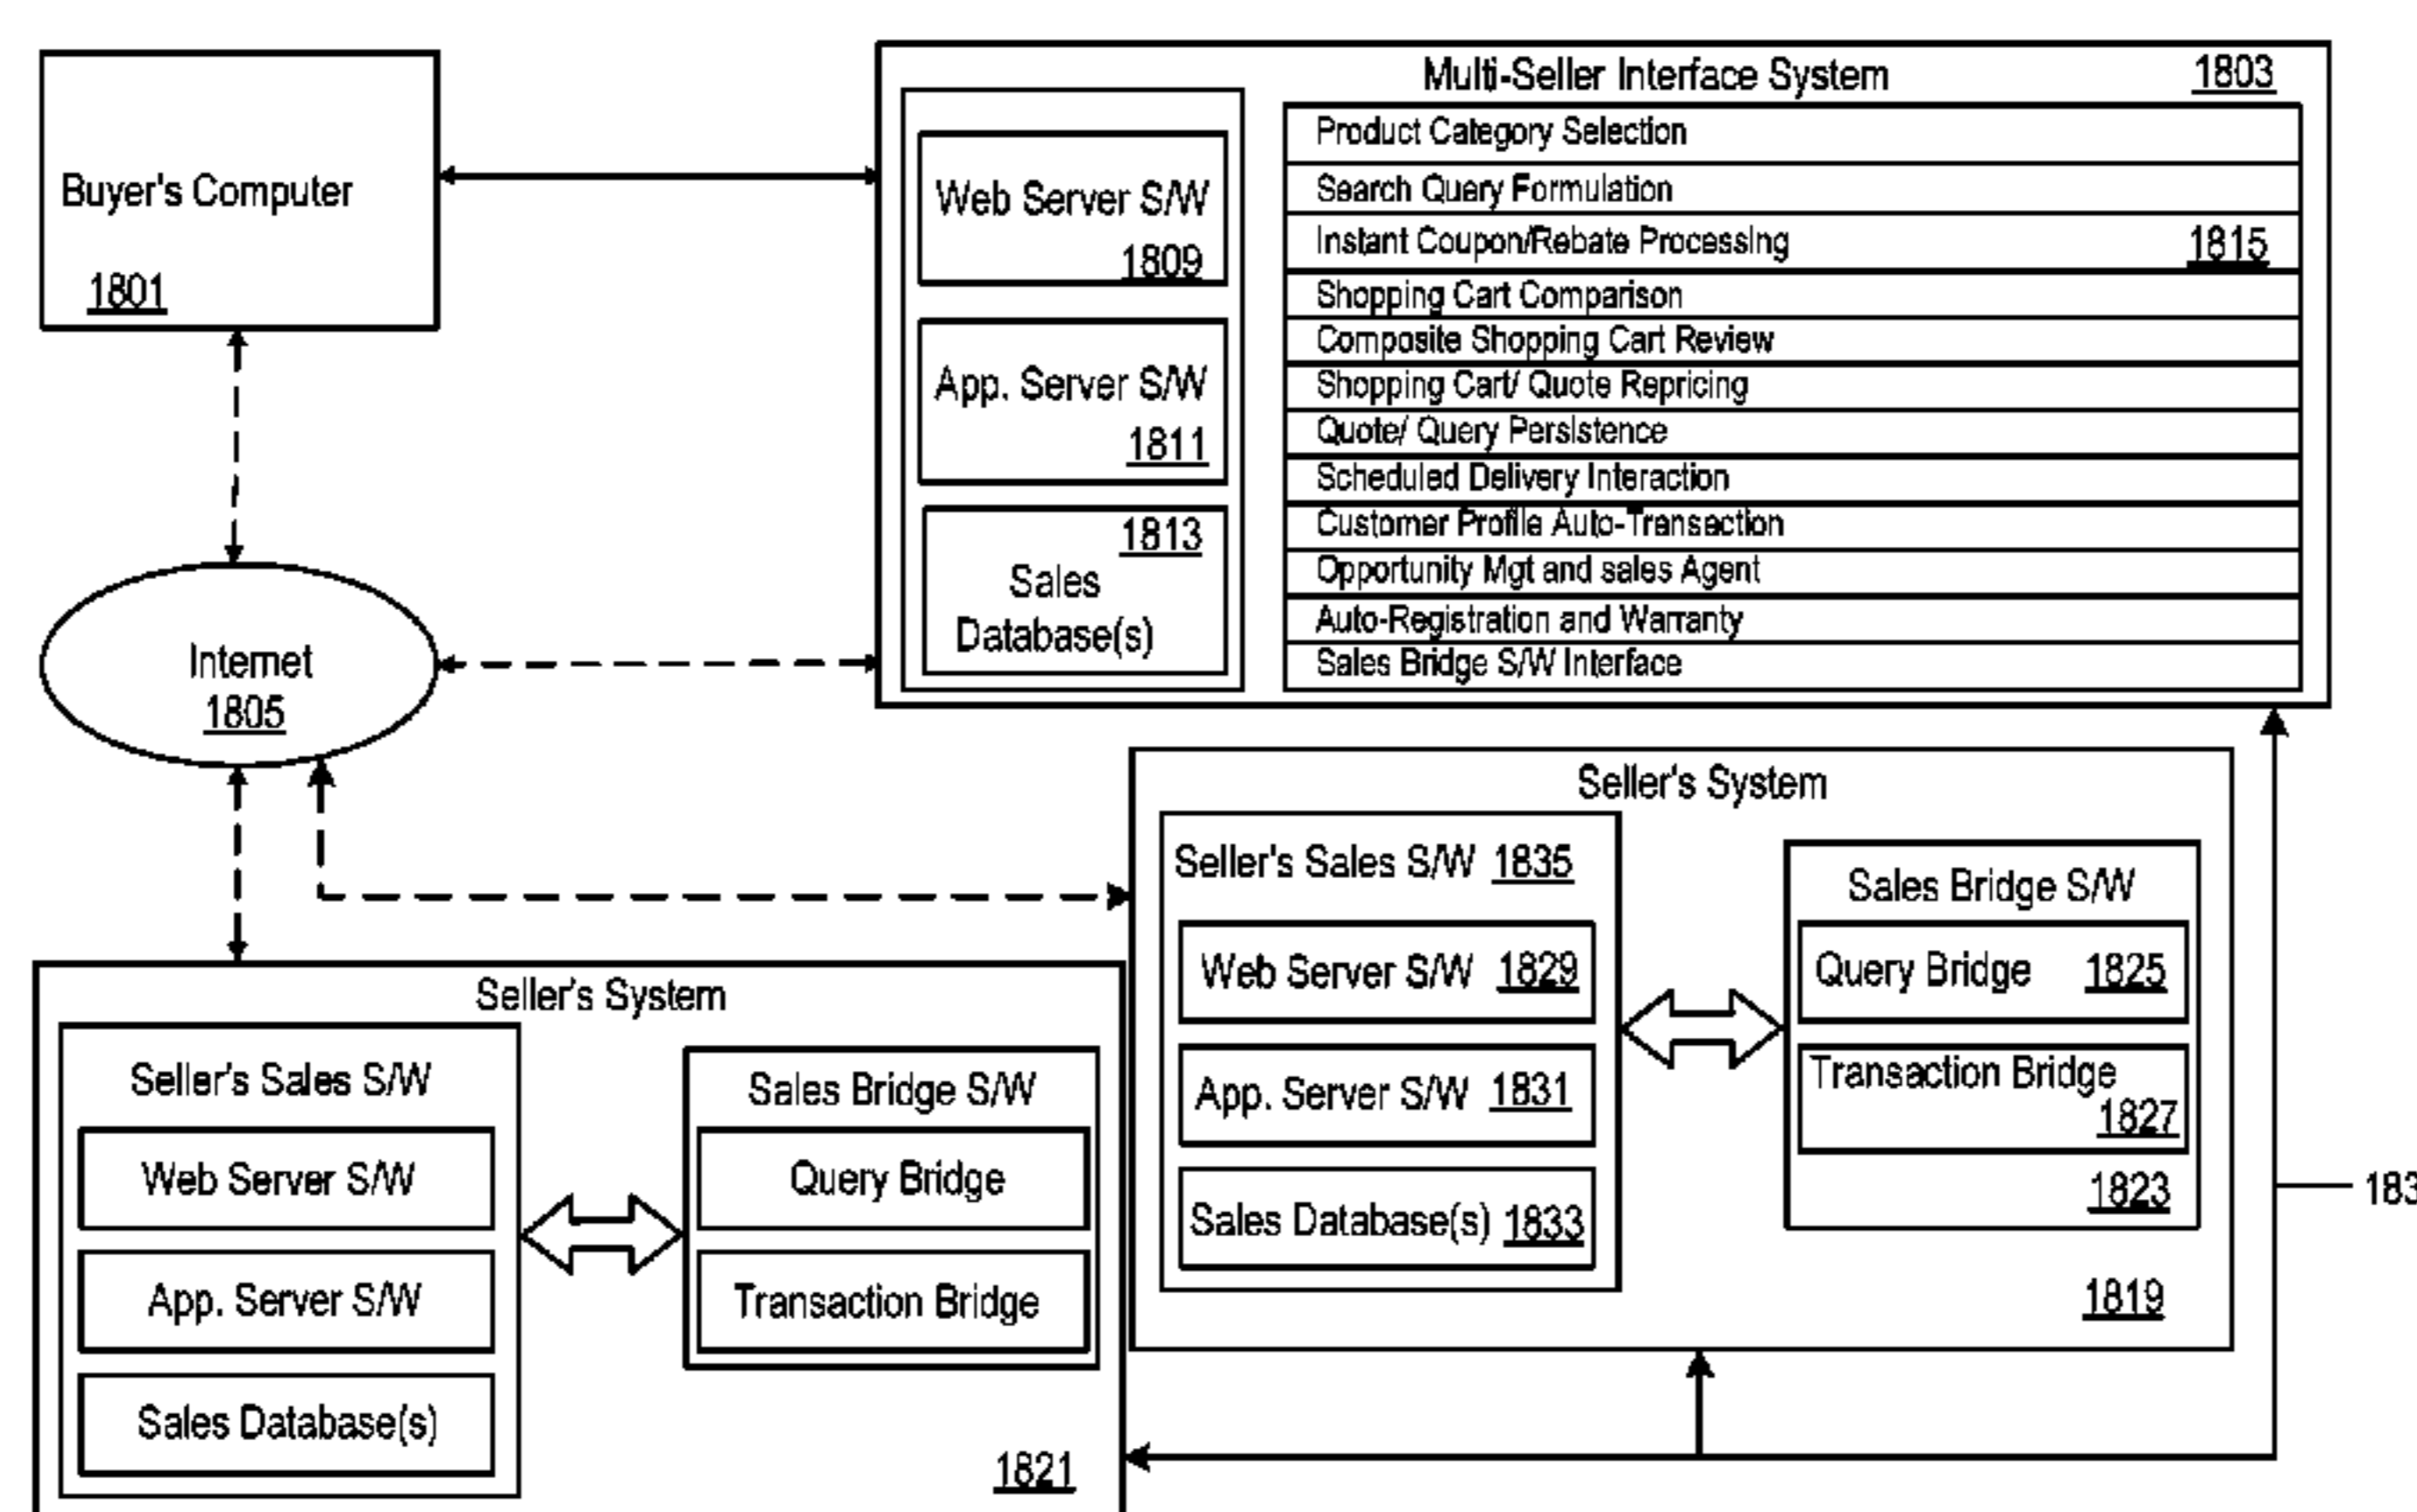 Buyer's Computer
1801
Multi-Seller Interface System 1803
Web Server S/W
1809
App. Server S/W
1811
1813
Sales
Database(s)
Product Category Selection
Search Query Formulation
Instant Coupon/Rebate Processing 1815
Shopping Cart Comparison
Composite Shopping Cart Review
Shopping Cart/ Quote Repricing
Quote/ Query Persistence
Scheduled Delivery Interaction
Customer Profile Auto-Transaction
Opportunity Mgt and sales Agent
Auto-Registration and Warranty
Sales Bridge S/W Interface
Internet
1805
Seller's System
Seller's Sales S/W 1835
Web Server S/W 1829
App. Server S/W 1831
Sales Database(s) 1833
Sales Bridge S/W
Query Bridge 1825
Transaction Bridge
1827
1823
1819
Seller's System
Seller's Sales S/W
Web Server S/W
App. Server S/W
Sales Database(s)
Sales Bridge S/W
Query Bridge
Transaction Bridge
1821